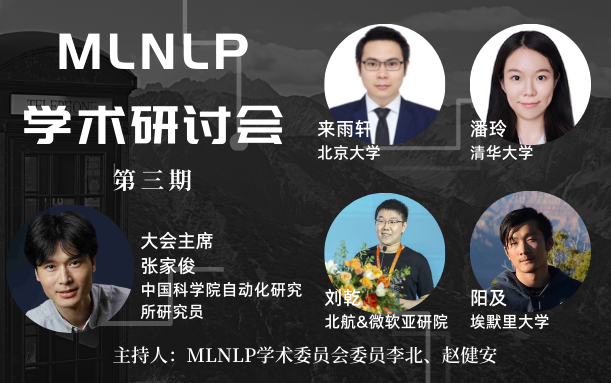 MLNLP
学术研讨会
第三期
TELEPHONE
来雨轩
北京大学
潘玲
清华大学
大会主席
张家俊
中国科学院自动化研究
所研究员
刘乾
北航&微软亚研院
阳及
埃默里大学
主持人：MLNLP学术委员会委员李北、赵健安